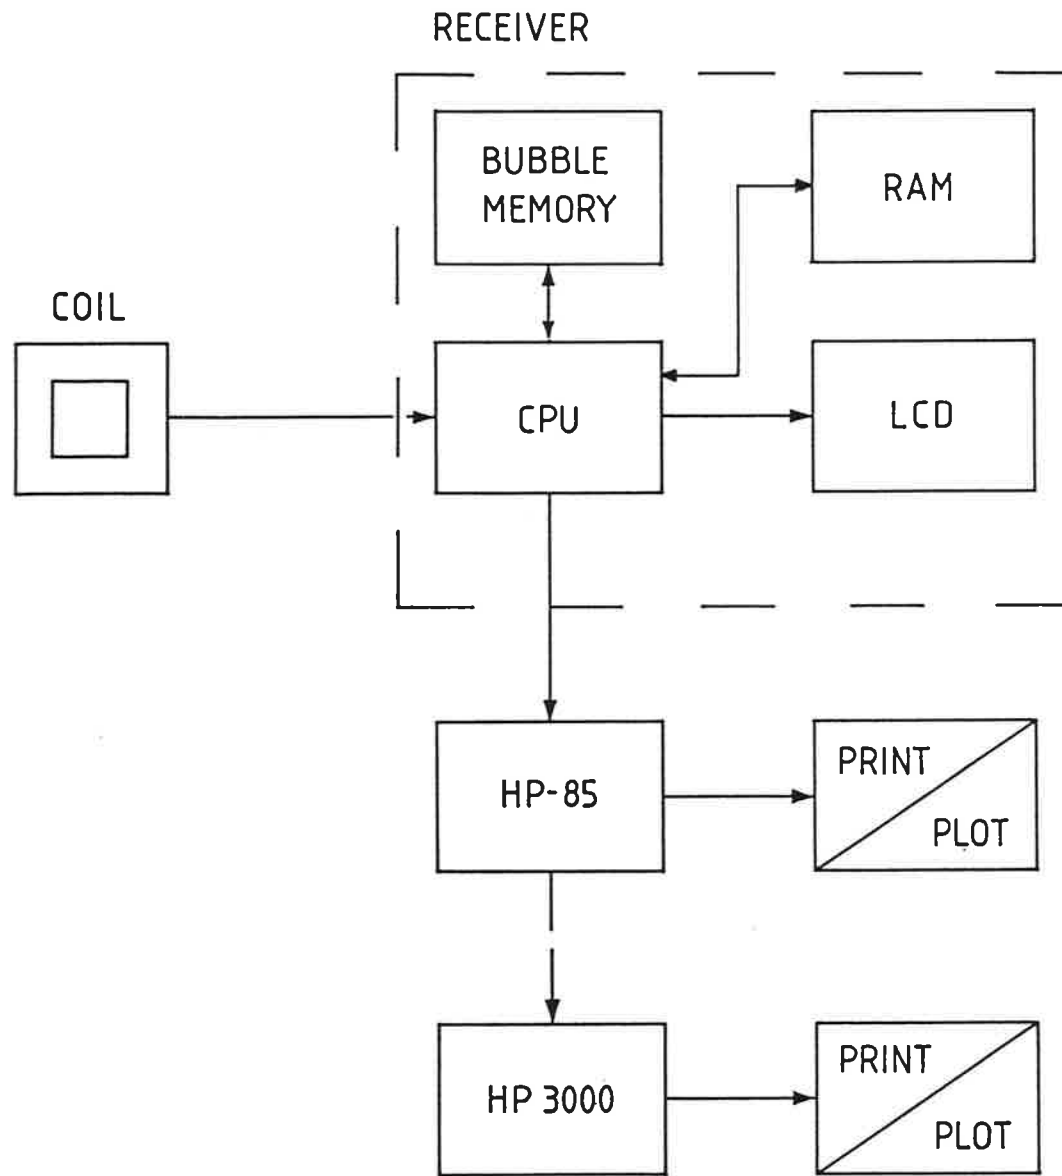 RECEIVER
BUBBLE
MEMORY
RAM
COIL
CPU
LCD
HP-85
PRINT
PLOT
HP 3000
PRINT
PLOT